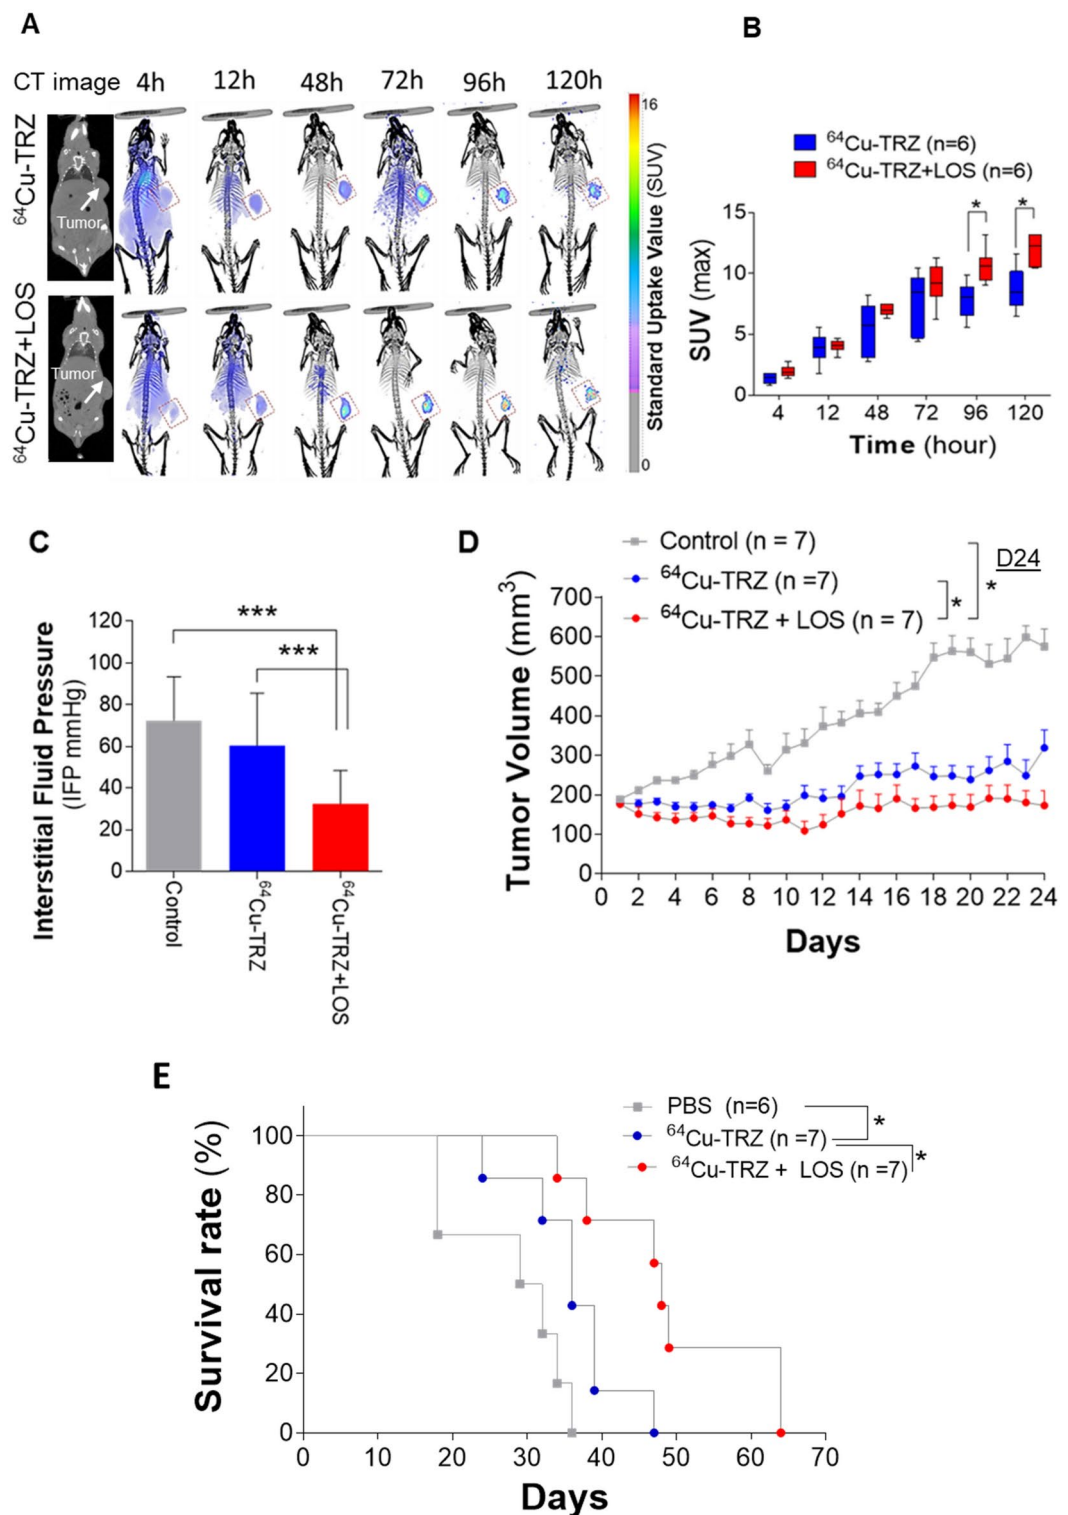 A
CT image 4h 12h 48h 72h 96h 120h
64Cu-TRZ
Tumor
64Cu-TRZ+LOS
Tumor
16
Standard Uptake Value (SUV)
0
B
64Cu-TRZ (n=6)
64Cu-TRZ+LOS (n=6)
* *
SUV (max)
15
10
5
0
4 12 48 72 96 120
Time (hour)
C
Interstitial Fluid Pressure
(IFP mmHg)
120
100
80
60
40
20
0
***
***
Control
64Cu-TRZ
64Cu-TRZ+LOS
D
Control (n = 7)
64Cu-TRZ (n =7)
64Cu-TRZ + LOS (n = 7)
* *
D24
Tumor Volume (mm3)
700
600
500
400
300
200
100
0
0 2 4 6 8 10 12 14 16 18 20 22 24
Days
E
PBS (n=6)
64Cu-TRZ (n =7)
64Cu-TRZ + LOS (n =7)
*
*
Survival rate (%)
100
80
60
40
20
0
0 10 20 30 40 50 60 70
Days